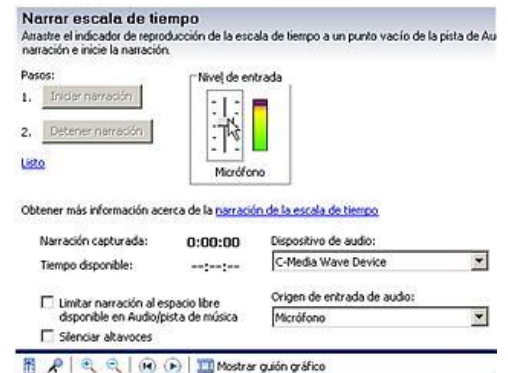 Narrar escala de tiempo
Arrastre el indicador de reproducción de la escala de tiempo a un punto vacío de la pista de Au
narración e inicie la narración.
Pasos:
1. Iniciar narración
2. Detener narración
Listo
Nivel de entrada
Micrófono
Obtener más información acerca de la narración de la escala de tiempo
Narración capturada: 0:00:00
Tiempo disponible: --:--:--
Limitar narración al espacio libre
disponible en Audio/pista de música
Silenciar altavoces
Dispositivo de audio:
C-Media Wave Device
Origen de entrada de audio:
Micrófono
Mostrar guión gráfico